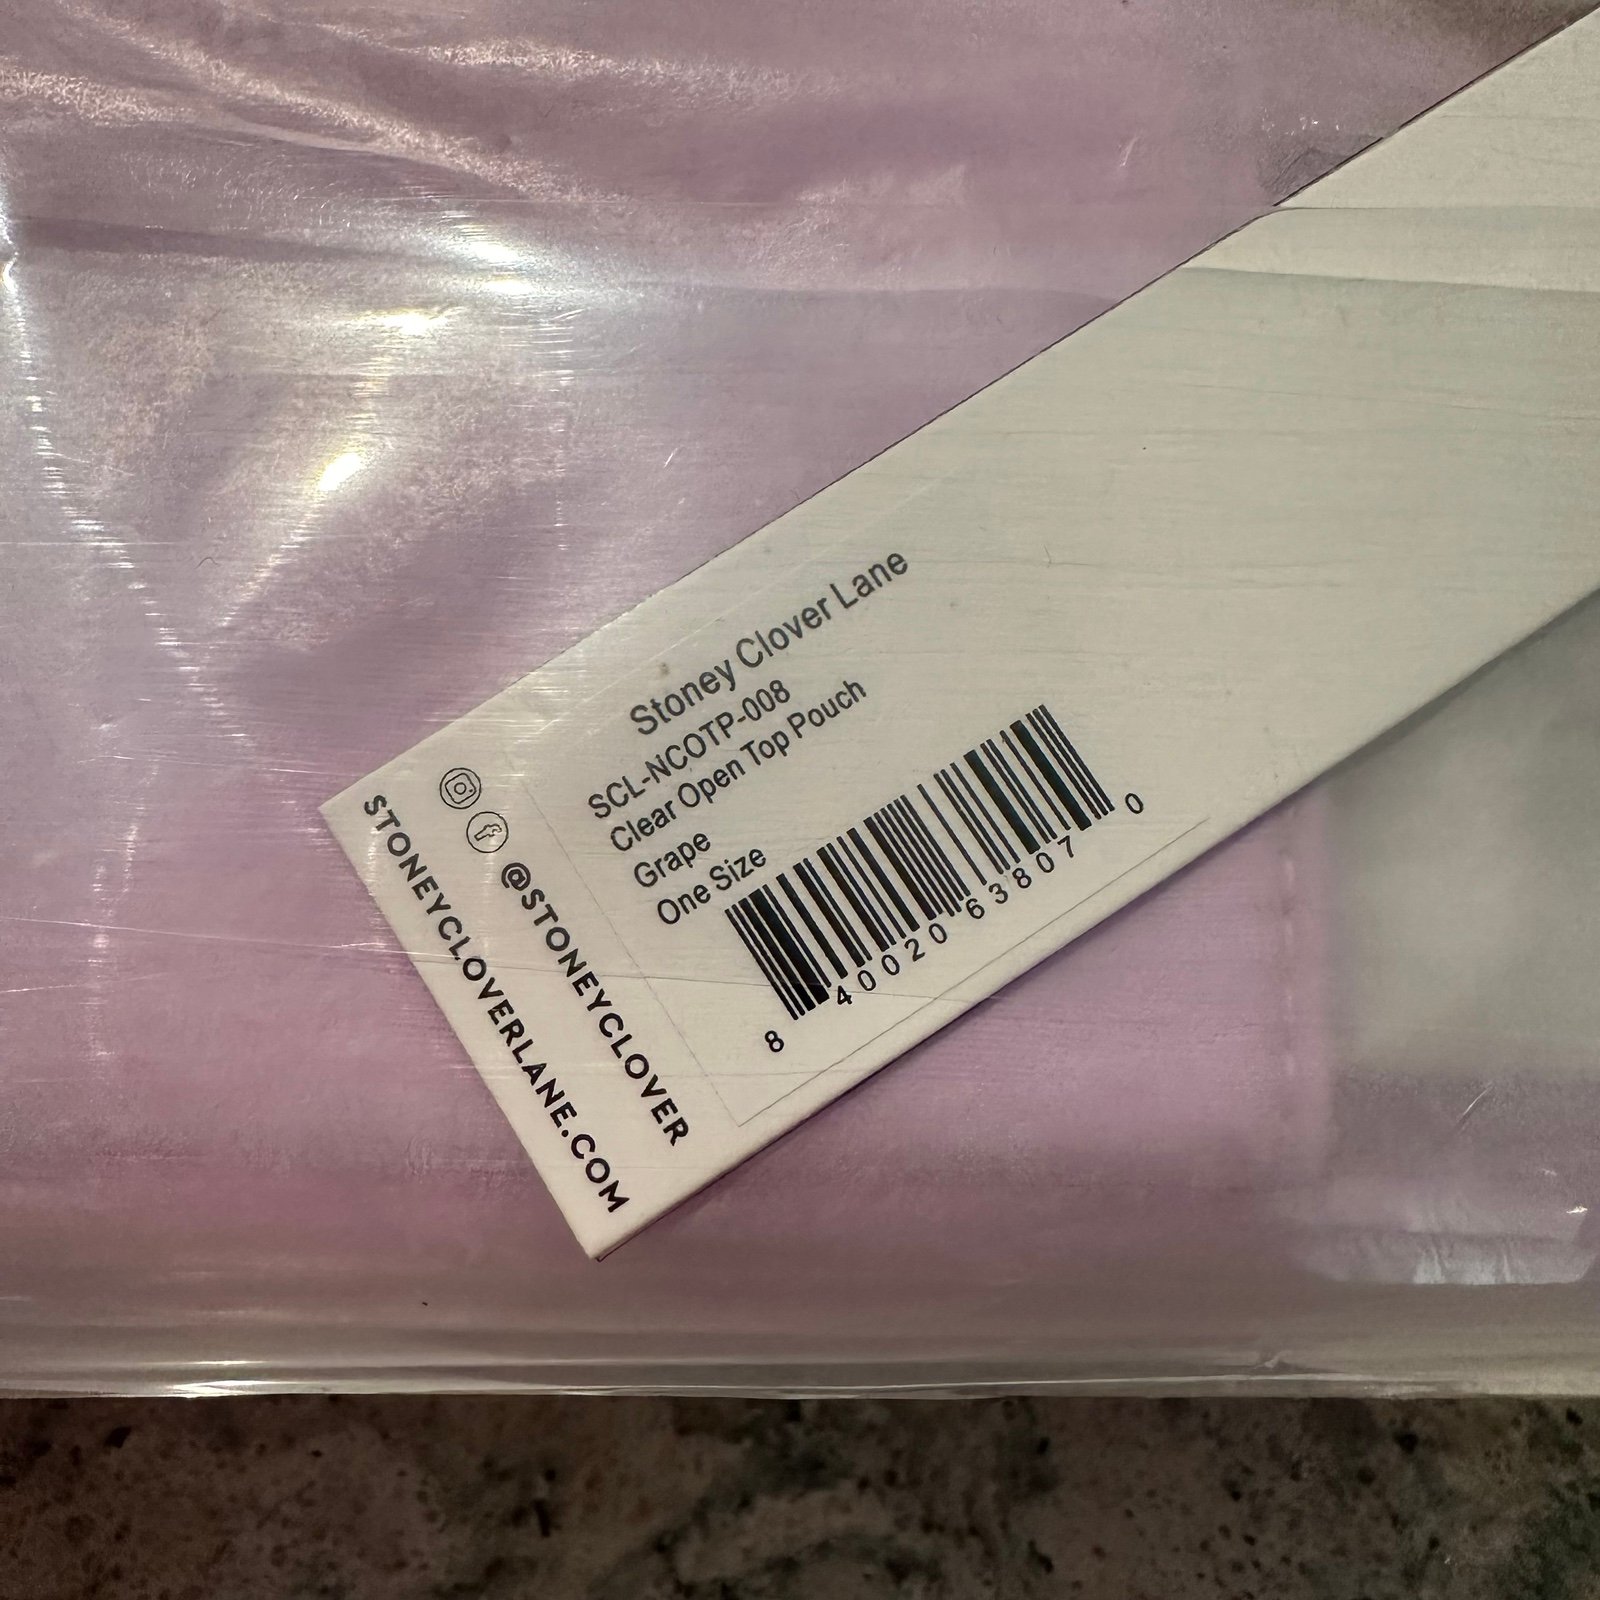 Stoney Clover Lane
SCL-NCOTP-008
Clear Open Top Pouch
Grape
One Size
8 40020 63807 0
@STONEYCLOVER
STONEYCLOVERLANE.COM